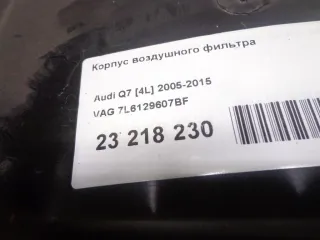 Корпус воздушного фильтра
Audi Q7 [4L] 2005-2015
VAG 7L6129607BF
23 218 230